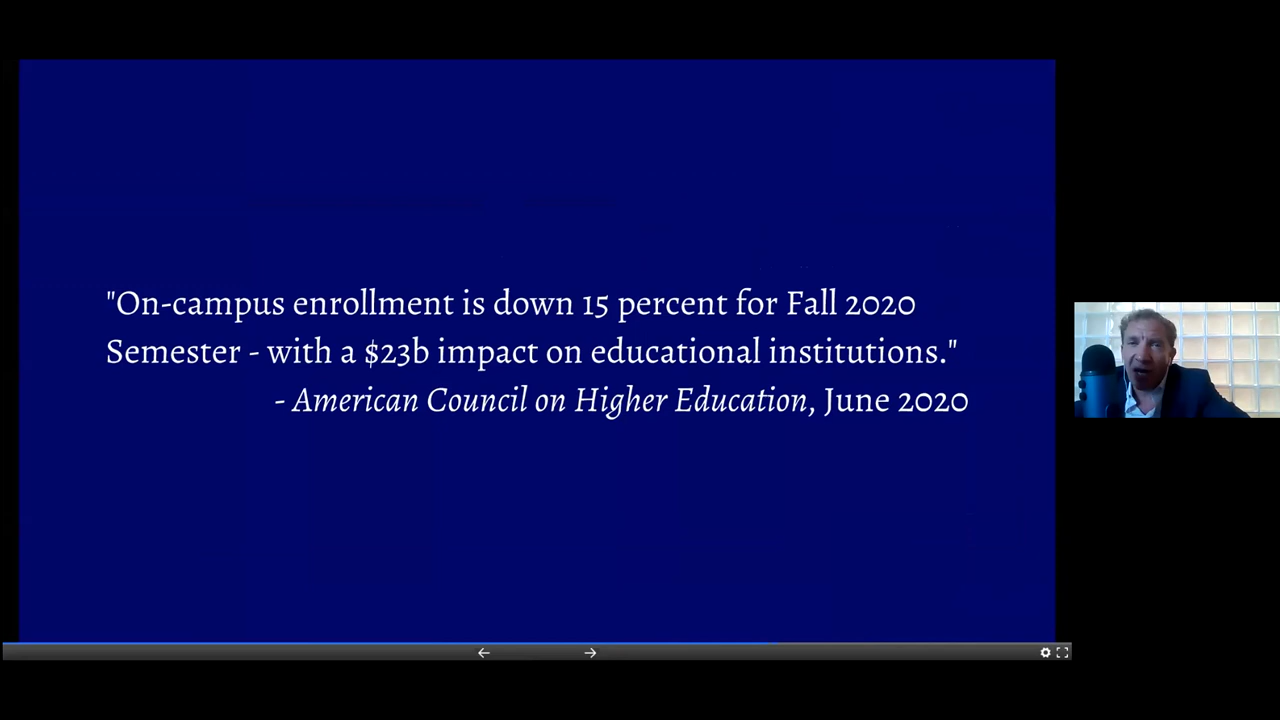 "On-campus enrollment is down 15 percent for Fall 2020
Semester - with a $23b impact on educational institutions."
- American Council on Higher Education, June 2020